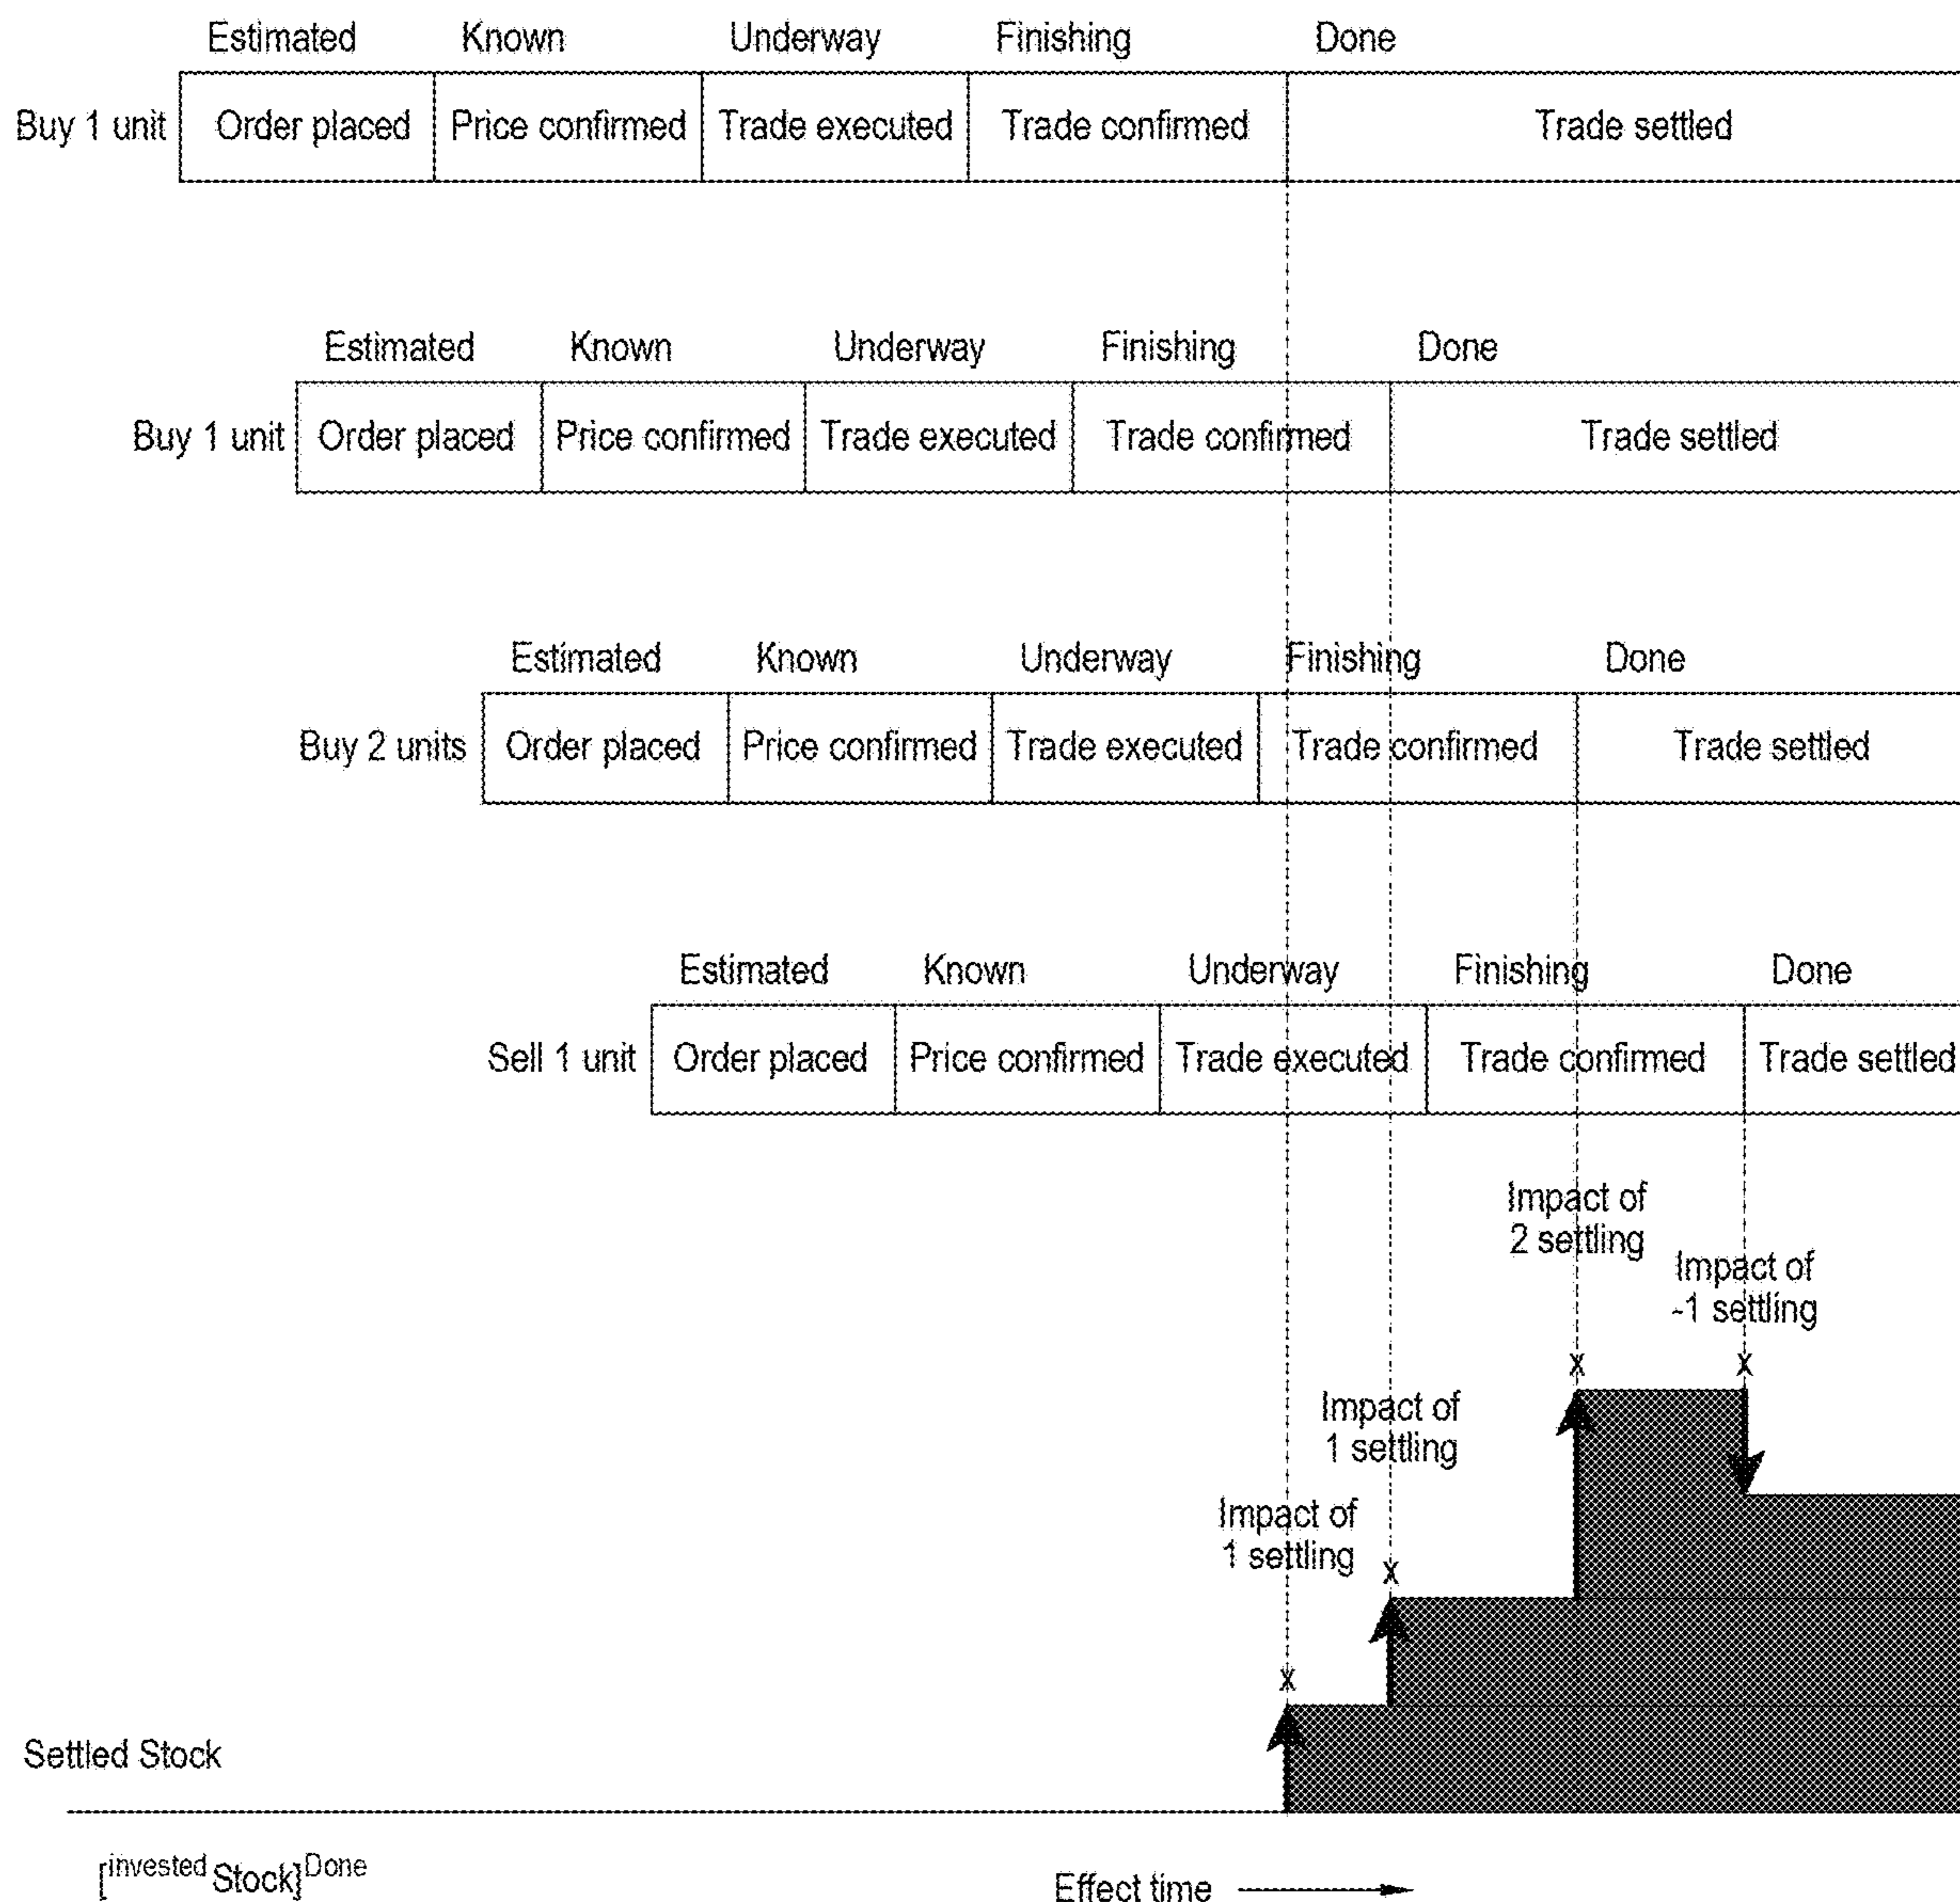 Estimated Known Underway Finishing Done
Buy 1 unit Order placed Price confirmed Trade executed Trade confirmed Trade settled
Estimated Known Underway Finishing Done
Buy 1 unit Order placed Price confirmed Trade executed Trade confirmed Trade settled
Estimated Known Underway Finishing Done
Buy 2 units Order placed Price confirmed Trade executed Trade confirmed Trade settled
Estimated Known Underway Finishing Done
Sell 1 unit Order placed Price confirmed Trade executed Trade confirmed Trade settled
Impact of
2 settling
Impact of
-1 settling
x x
Impact of
1 settling
Impact of
1 settling
x
x
Settled Stock
[invested Stock]Done
Effect time